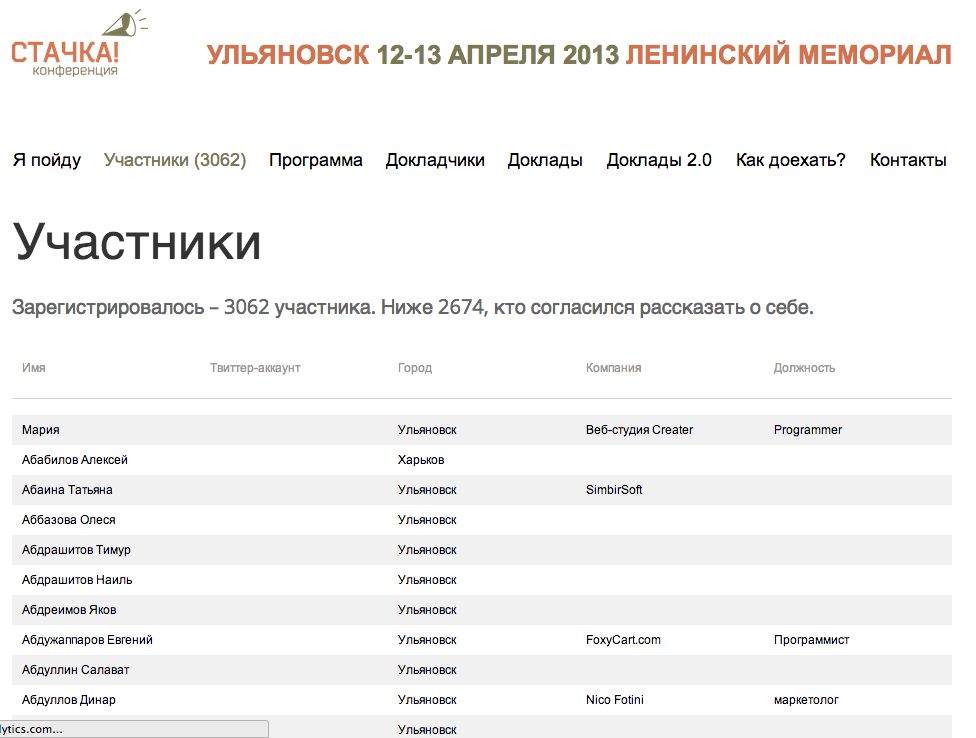 СТАЧКА!
конференция
УЛЬЯНОВСК 12-13 АПРЕЛЯ 2013 ЛЕНИНСКИЙ МЕМОРИАЛ
Я пойду Участники (3062) Программа Докладчики Доклады Доклады 2.0 Как доехать? Контакты
Участники
Зарегистрировалось – 3062 участника. Ниже 2674, кто согласился рассказать о себе.
Имя Твиттер-аккаунт Город Компания Должность
Мария Ульяновск Веб-студия Creater Programmer
Абабилов Алексей Харьков
Абаина Татьяна Ульяновск SimbirSoft
Аббазова Олеся Ульяновск
Абдрашитов Тимур Ульяновск
Абдрашитов Наиль Ульяновск
Абдреимов Яков Ульяновск
Абдужаппаров Евгений Ульяновск FoxyCart.com Программист
Абдуллин Салават Ульяновск
Абдуллов Динар Ульяновск Nico Fotini маркетолог
lytics.com... Ульяновск